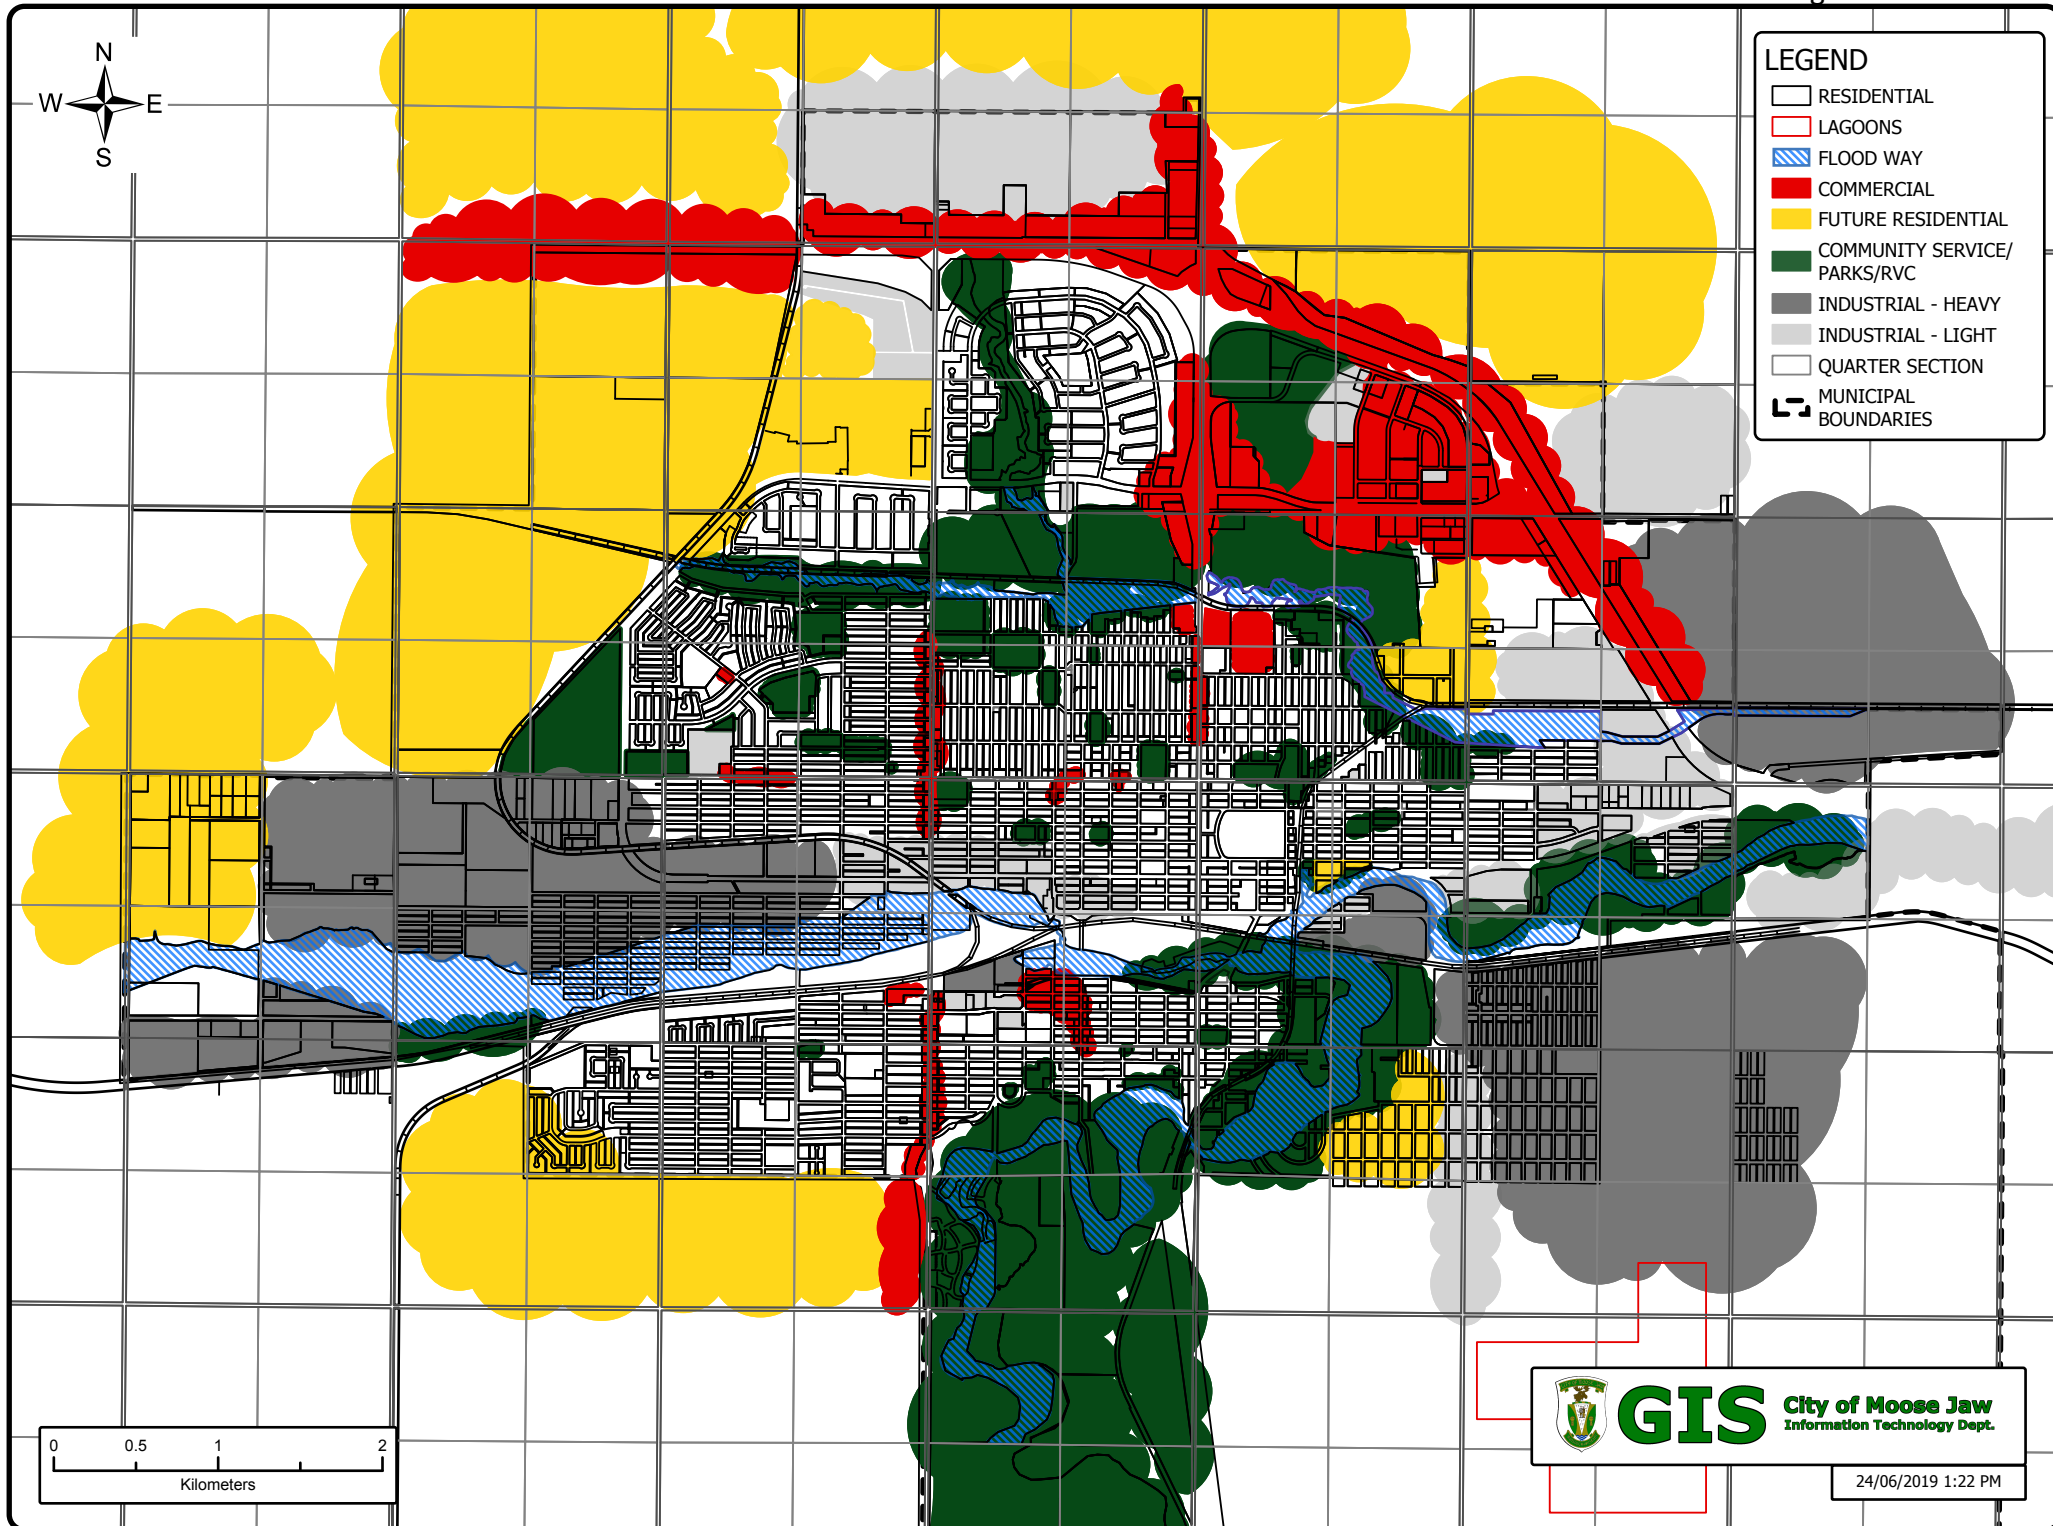 N
W E
S
LEGEND
RESIDENTIAL
LAGOONS
FLOOD WAY
COMMERCIAL
FUTURE RESIDENTIAL
COMMUNITY SERVICE/
PARKS/RVC
INDUSTRIAL - HEAVY
INDUSTRIAL - LIGHT
QUARTER SECTION
MUNICIPAL
BOUNDARIES
0 0.5 1 2
Kilometers
GIS
City of Moose Jaw
Information Technology Dept.
24/06/2019 1:22 PM